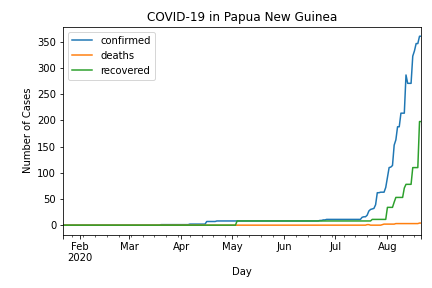 COVID-19 in Papua New Guinea
confirmed
deaths
recovered
Number of Cases
350
300
250
200
150
100
50
0
Feb Mar Apr May Jun Jul Aug
2020
Day